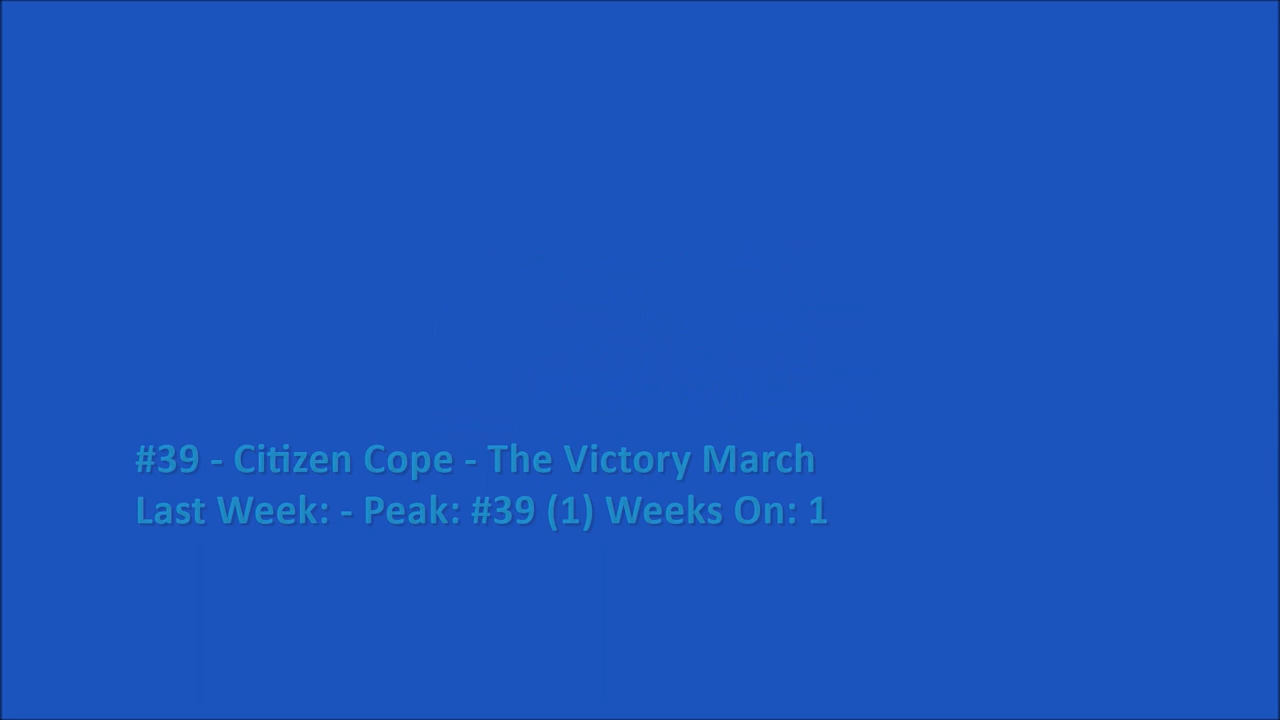 #39 - Citizen Cope - The Victory March
Last Week: - Peak: #39 (1) Weeks On: 1